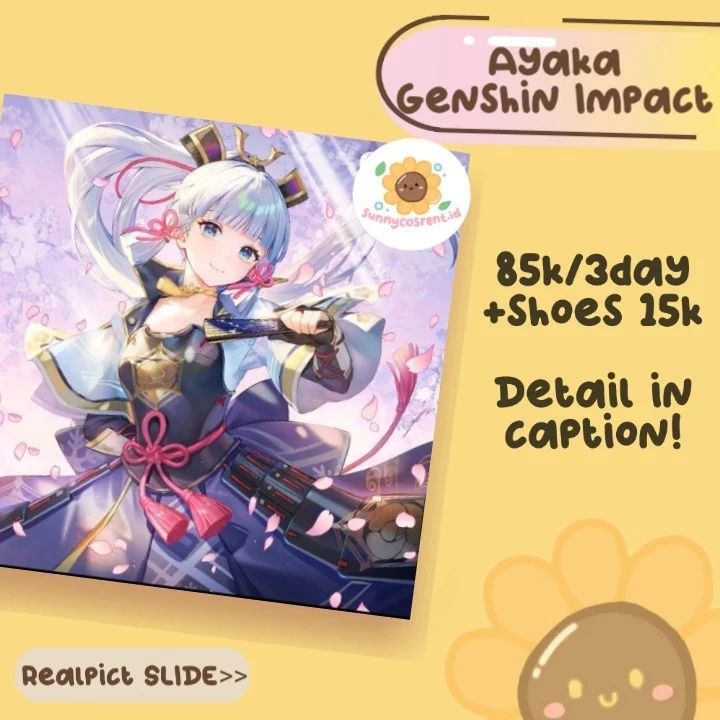 Ayaka
Genshin Impact
sunnycosrent.id
85k/3day
+Shoes 15k
Detail in
caption!
Realpict SLIDE>>